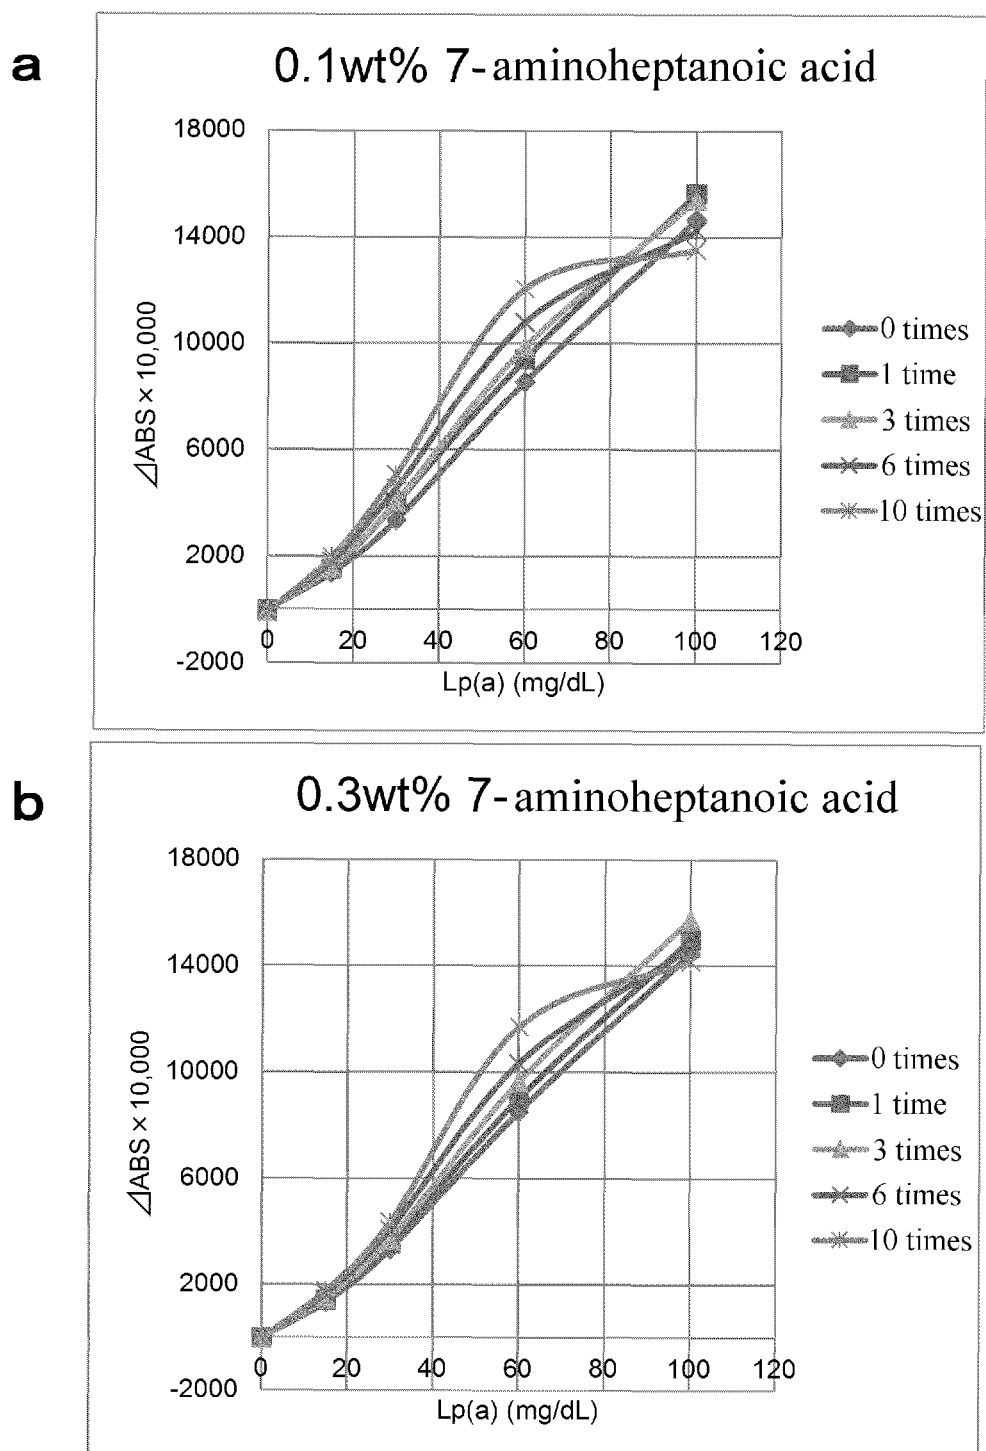 a
0.1wt% 7-aminoheptanoic acid
18000
14000
10000
6000
2000
-2000
⊿ABS × 10,000
0 20 40 60 80 100 120
Lp(a) (mg/dL)
0 times
1 time
3 times
6 times
10 times
b
0.3wt% 7-aminoheptanoic acid
18000
14000
10000
6000
2000
-2000
⊿ABS × 10,000
0 20 40 60 80 100 120
Lp(a) (mg/dL)
0 times
1 time
3 times
6 times
10 times